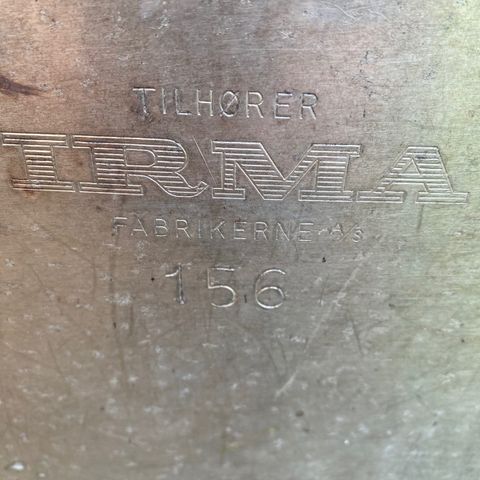 TILHØRER
IRMA
FABRIKERNE A/S
156